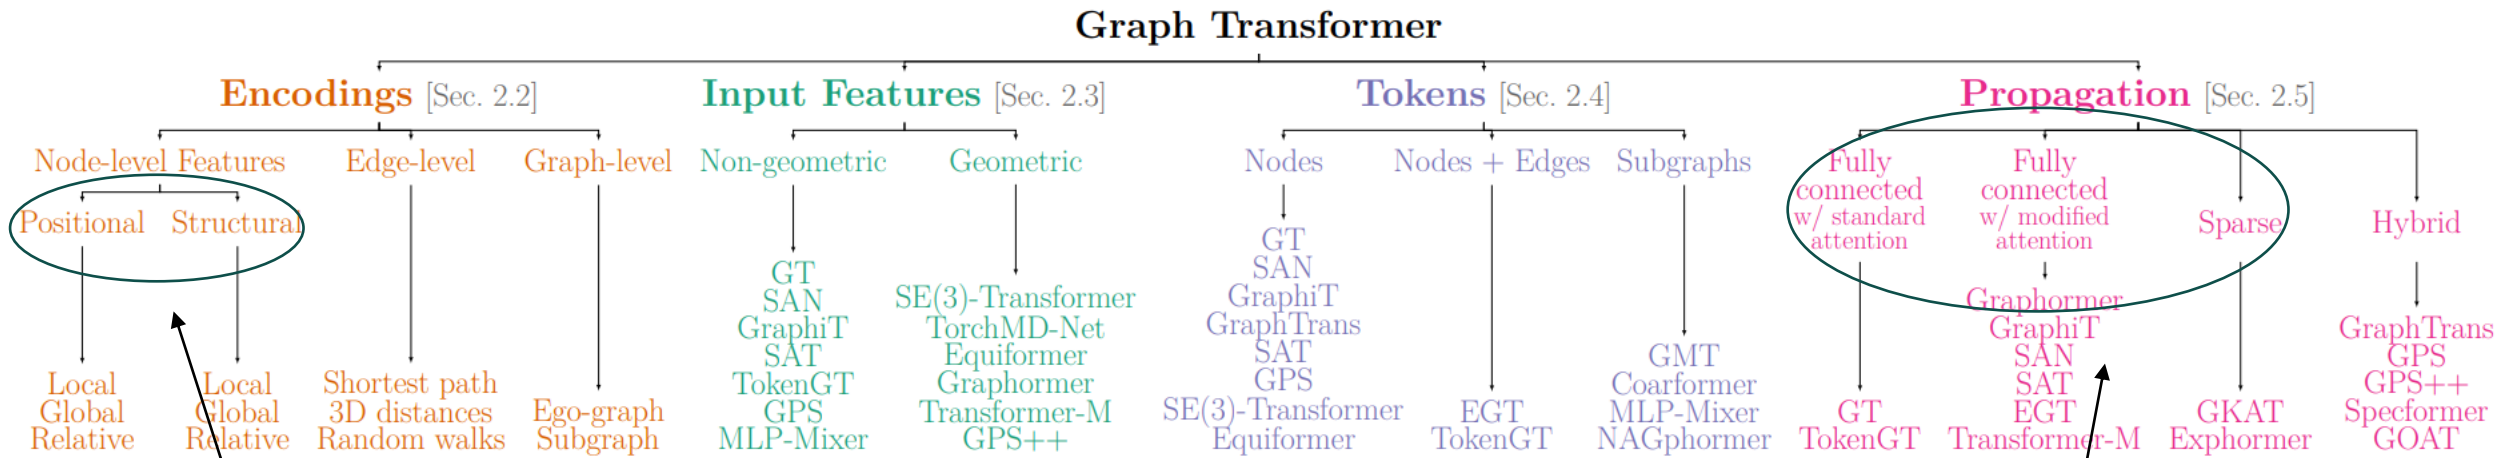 Graph Transformer
Encodings [Sec. 2.2]
Input Features [Sec. 2.3]
Tokens [Sec. 2.4]
Propagation [Sec. 2.5]
Node-level Features
Positional
Local
Global
Relative
Structural
Local
Global
Relative
Edge-level
Shortest path
3D distances
Random walks
Graph-level
Ego-graph
Subgraph
Non-geometric
GT
SAN
GraphiT
SAT
TokenGT
GPS
MLP-Mixer
Geometric
SE(3)-Transformer
TorchMD-Net
Equiformer
Graphormer
Transformer-M
GPS++
Nodes
GT
SAN
GraphiT
GraphTrans
SAT
GPS
SE(3)-Transformer
Equiformer
Nodes + Edges
EGT
TokenGT
Subgraphs
GMT
Coarformer
MLP-Mixer
NAGphormer
Fully
connected
w/ standard
attention
GT
TokenGT
Fully
connected
w/ modified
attention
Graphormer
GraphiT
SAN
SAT
EGT
Transformer-M
Sparse
GKAT
Exphormer
Hybrid
GraphTrans
GPS
GPS++
Specformer
GOAT